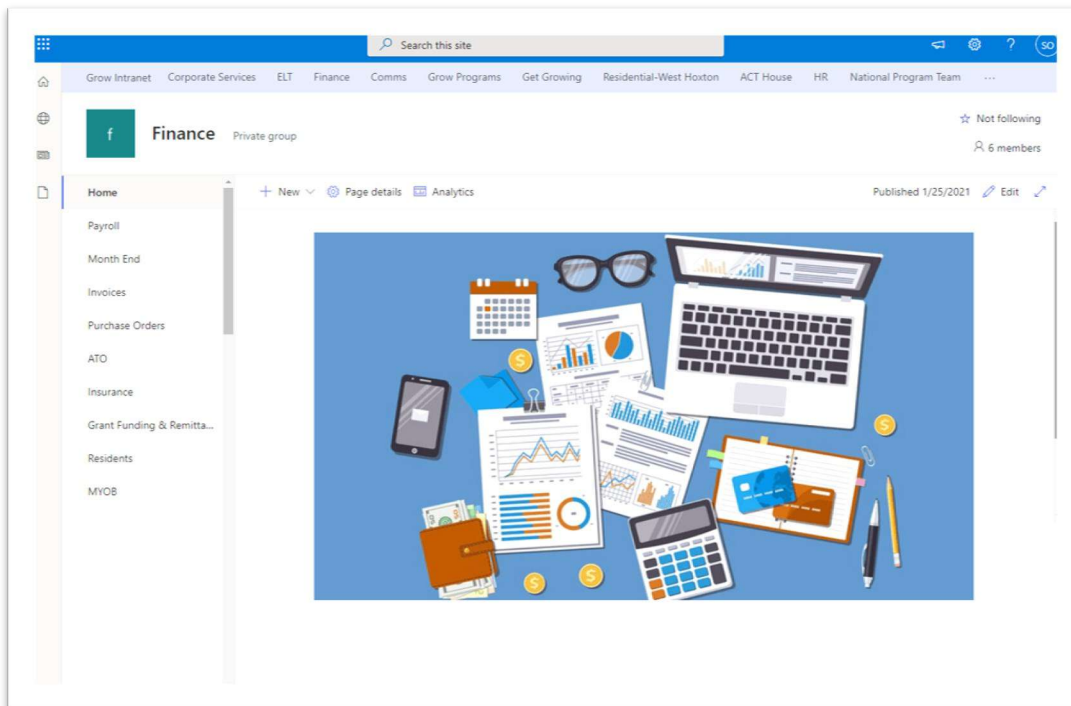 Search this site
SO
Grow Intranet Corporate Services ELT Finance Comms Grow Programs Get Growing Residential-West Hoxton ACT House HR National Program Team ...
f Finance Private group
Not following
6 members
Home
New Page details Analytics Published 1/25/2021 Edit
Payroll
Month End
Invoices
Purchase Orders
ATO
Insurance
Grant Funding & Remitta...
Residents
MYOB